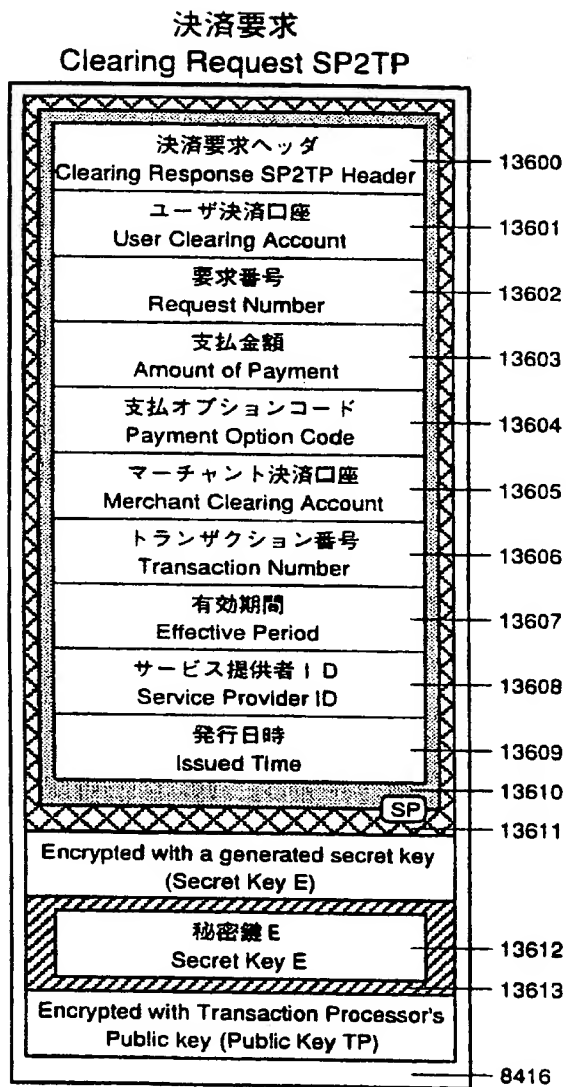 決済要求
Clearing Request SP2TP
決済要求ヘッダ
Clearing Response SP2TP Header
13600
ユーザ決済口座
User Clearing Account
13601
要求番号
Request Number
13602
支払金額
Amount of Payment
13603
支払オプションコード
Payment Option Code
13604
マーチャント決済口座
Merchant Clearing Account
13605
トランザクション番号
Transaction Number
13606
有効期間
Effective Period
13607
サービス提供者ID
Service Provider ID
13608
発行日時
Issued Time
13609
13610
SP
13611
Encrypted with a generated secret key
(Secret Key E)
秘密鍵E
Secret Key E
13612
13613
Encrypted with Transaction Processor's
Public key (Public Key TP)
8416